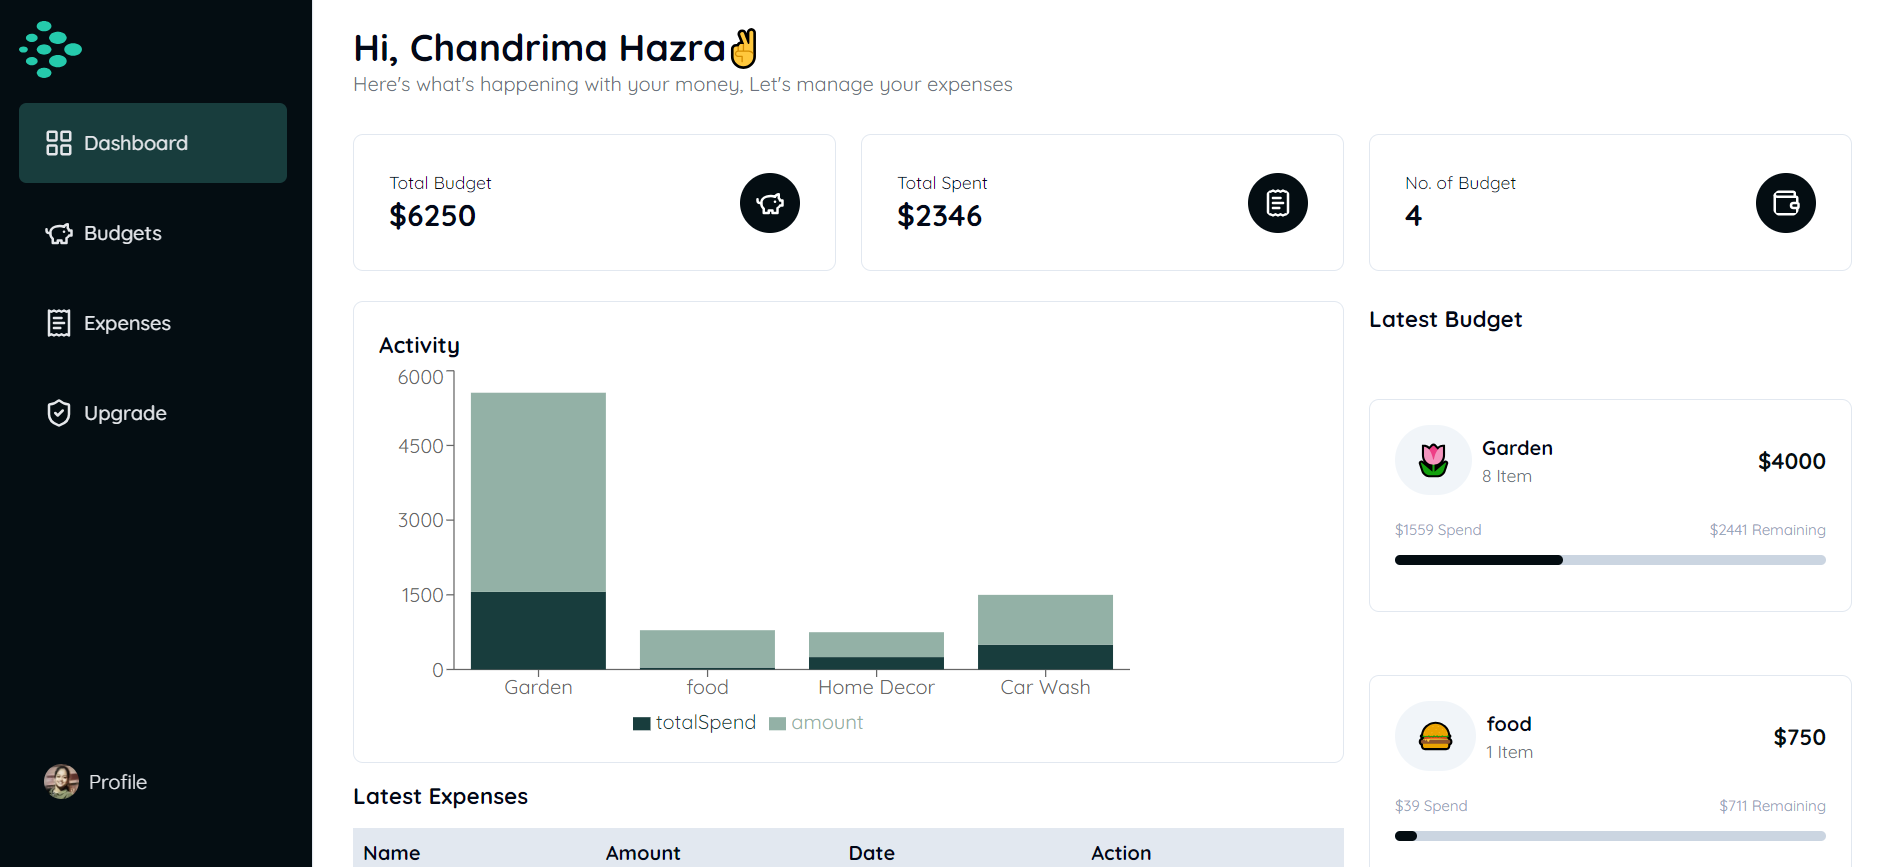 Hi, Chandrima Hazra✌️
Here's what's happening with your money, Let's manage your expenses
Dashboard
Budgets
Expenses
Upgrade
Profile
Total Budget
$6250
Total Spent
$2346
No. of Budget
4
Activity
6000
4500
3000
1500
0
Garden food Home Decor Car Wash
totalSpend amount
Latest Expenses
Name Amount Date Action
Latest Budget
Garden
8 Item
$4000
$1559 Spend $2441 Remaining
food
1 Item
$750
$39 Spend $711 Remaining